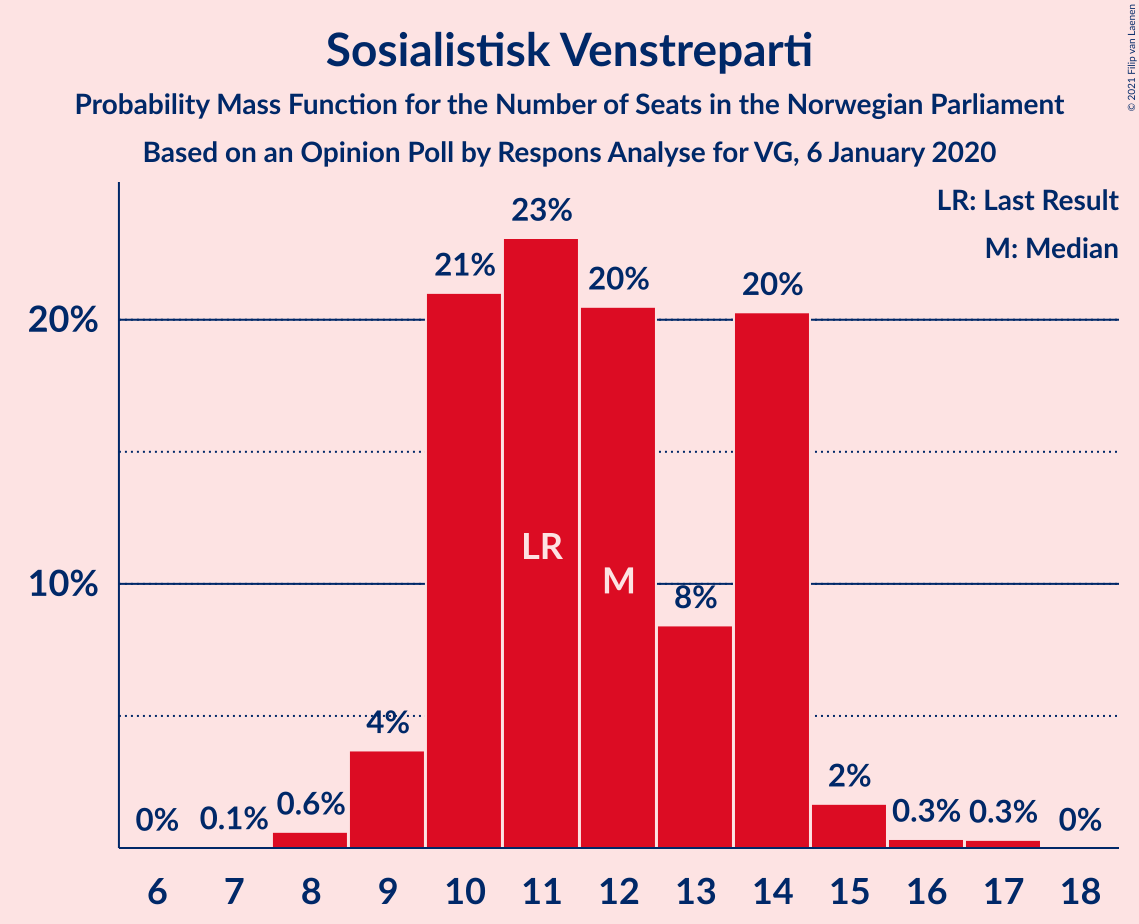 Sosialistisk Venstreparti
Probability Mass Function for the Number of Seats in the Norwegian Parliament
Based on an Opinion Poll by Respons Analyse for VG, 6 January 2020
© 2021 Filip van Laenen
LR: Last Result
M: Median
20%
10%
0%
0.1%
0.6%
4%
21%
23%
20%
8%
20%
2%
0.3%
0.3%
0%
LR
M
6 7 8 9 10 11 12 13 14 15 16 17 18